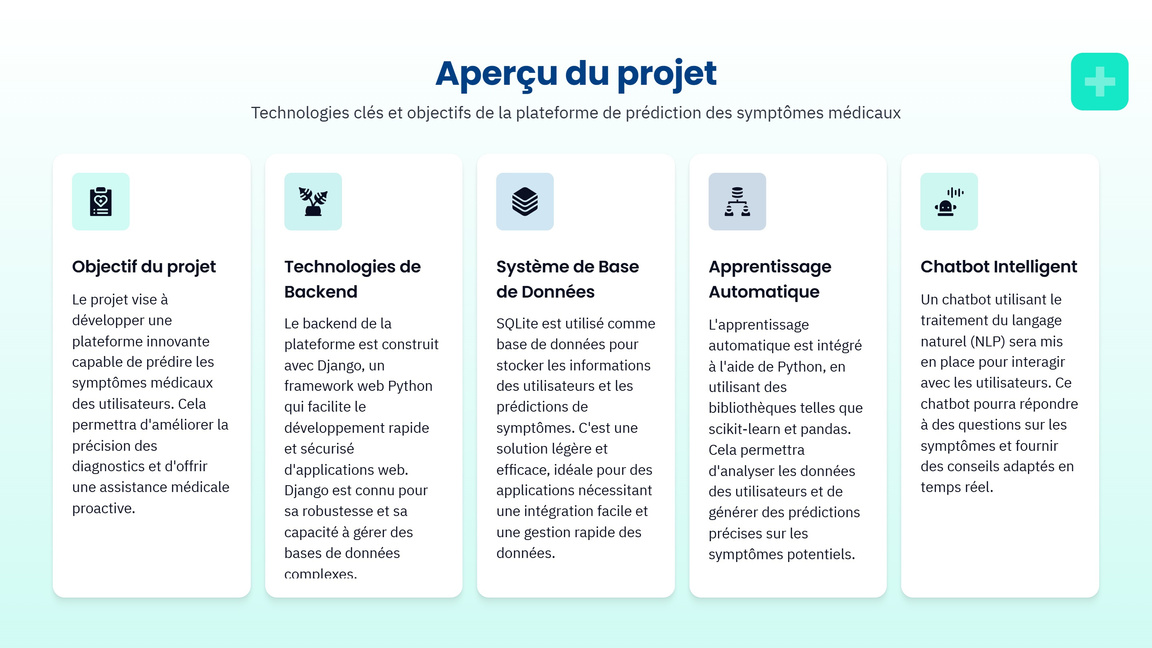 Aperçu du projet
Technologies clés et objectifs de la plateforme de prédiction des symptômes médicaux
Objectif du projet
Le projet vise à
développer une
plateforme innovante
capable de prédire les
symptômes médicaux
des utilisateurs. Cela
permettra d'améliorer la
précision des
diagnostics et d'offrir
une assistance médicale
proactive.
Technologies de
Backend
Le backend de la
plateforme est construit
avec Django, un
framework web Python
qui facilite le
développement rapide
et sécurisé
d'applications web.
Django est connu pour
sa robustesse et sa
capacité à gérer des
bases de données
complexes.
Système de Base
de Données
SQLite est utilisé comme
base de données pour
stocker les informations
des utilisateurs et les
prédictions de
symptômes. C'est une
solution légère et
efficace, idéale pour des
applications nécessitant
une intégration facile et
une gestion rapide des
données.
Apprentissage
Automatique
L'apprentissage
automatique est intégré
à l'aide de Python, en
utilisant des
bibliothèques telles que
scikit-learn et pandas.
Cela permettra
d'analyser les données
des utilisateurs et de
générer des prédictions
précises sur les
symptômes potentiels.
Chatbot Intelligent
Un chatbot utilisant le
traitement du langage
naturel (NLP) sera mis
en place pour interagir
avec les utilisateurs. Ce
chatbot pourra répondre
à des questions sur les
symptômes et fournir
des conseils adaptés en
temps réel.